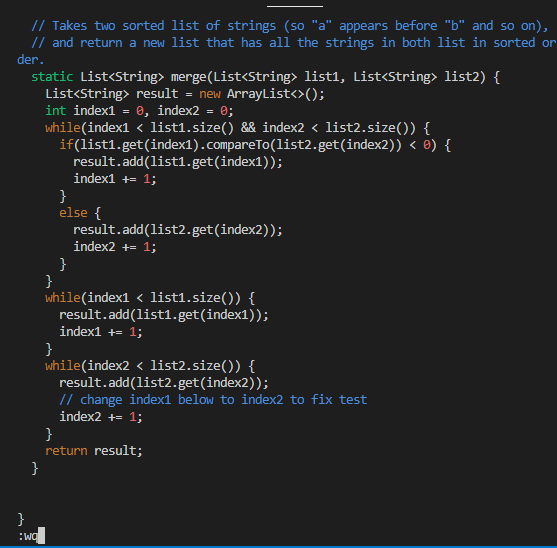 // Takes two sorted list of strings (so "a" appears before "b" and so on),
  // and return a new list that has all the strings in both list in sorted or
der.
  static List<String> merge(List<String> list1, List<String> list2) {
    List<String> result = new ArrayList<>();
    int index1 = 0, index2 = 0;
    while(index1 < list1.size() && index2 < list2.size()) {
      if(list1.get(index1).compareTo(list2.get(index2)) < 0) {
        result.add(list1.get(index1));
        index1 += 1;
      }
      else {
        result.add(list2.get(index2));
        index2 += 1;
      }
    }
    while(index1 < list1.size()) {
      result.add(list1.get(index1));
      index1 += 1;
    }
    while(index2 < list2.size()) {
      result.add(list2.get(index2));
      // change index1 below to index2 to fix test
      index2 += 1;
    }
    return result;
  }


}
:wq